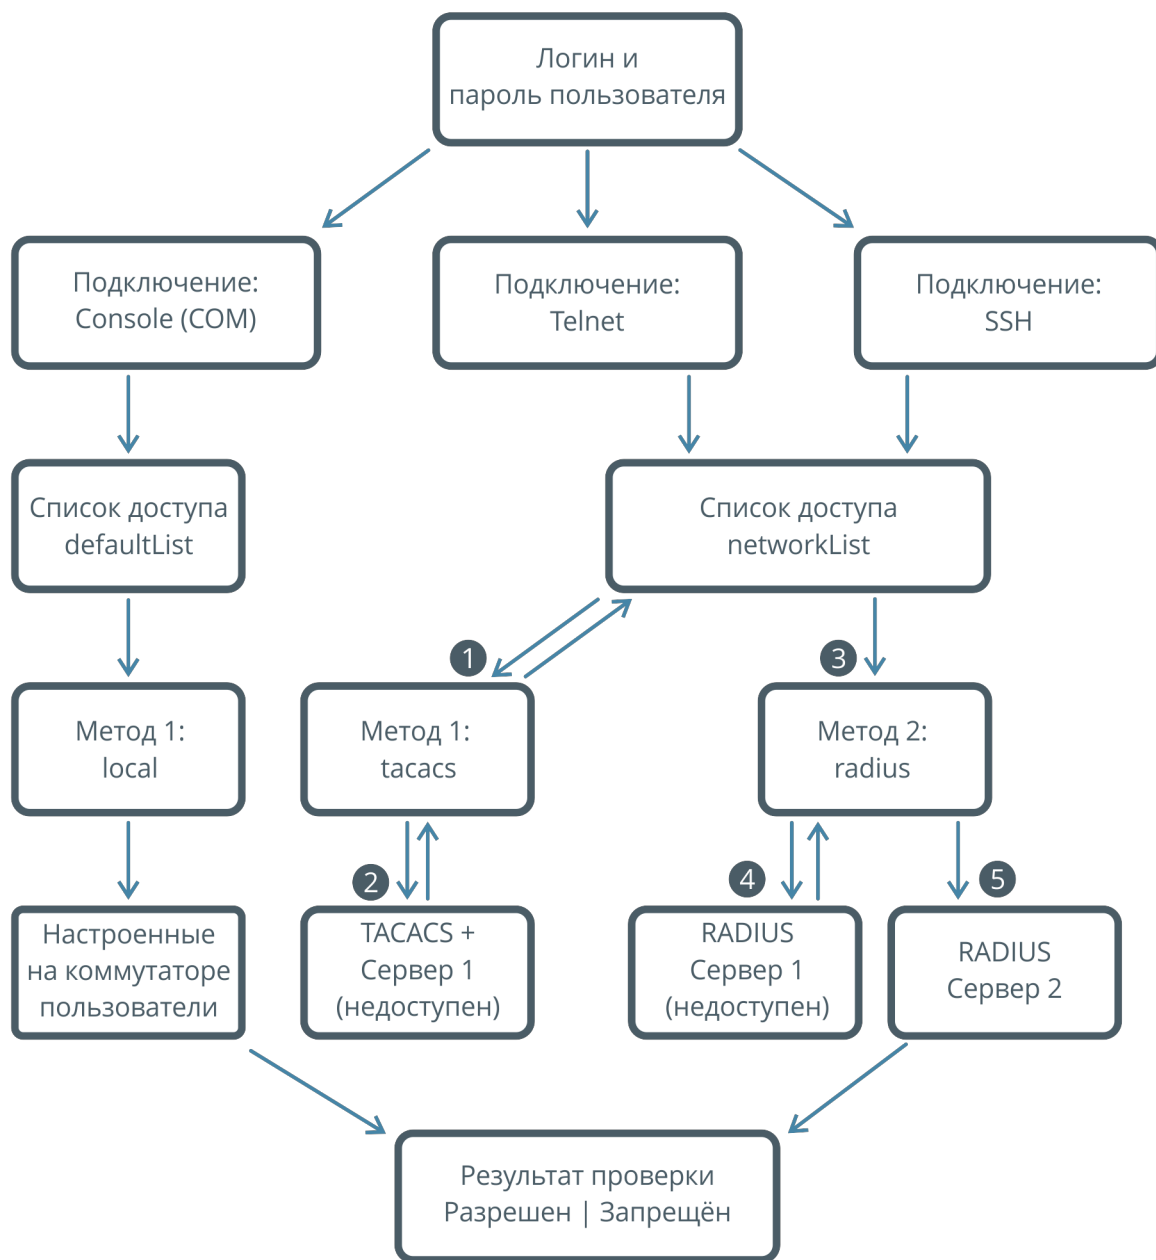 Логин и
пароль пользователя
Подключение:
Console (COM)
Подключение:
Telnet
Подключение:
SSH
Список доступа
defaultList
Список доступа
networkList
1
3
Метод 1:
local
Метод 1:
tacacs
Метод 2:
radius
2
4
5
Настроенные
на коммутаторе
пользователи
TACACS +
Сервер 1
(недоступен)
RADIUS
Сервер 1
(недоступен)
RADIUS
Сервер 2
Результат проверки
Разрешен | Запрещён